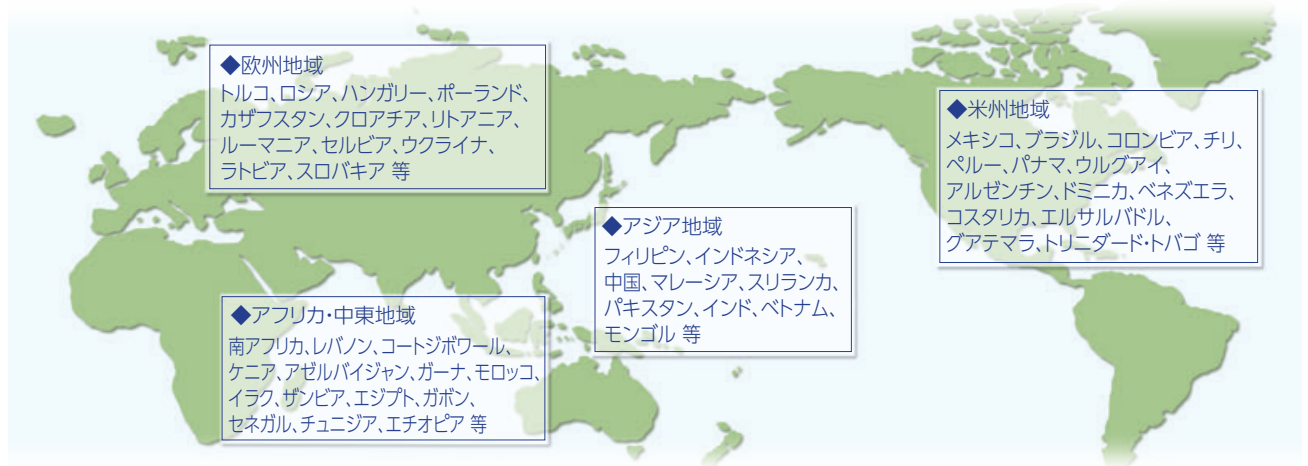 ◆欧州地域
トルコ、ロシア、ハンガリー、ポーランド、
カザフスタン、クロアチア、リトアニア、
ルーマニア、セルビア、ウクライナ、
ラトビア、スロバキア 等
◆米州地域
メキシコ、ブラジル、コロンビア、チリ、
ペルー、パナマ、ウルグアイ、
アルゼンチン、ドミニカ、ベネズエラ、
コスタリカ、エルサルバドル、
グアテマラ、トリニダード・トバゴ 等
◆アジア地域
フィリピン、インドネシア、
中国、マレーシア、スリランカ、
パキスタン、インド、ベトナム、
モンゴル 等
◆アフリカ・中東地域
南アフリカ、レバノン、コートジボワール、
ケニア、アゼルバイジャン、ガーナ、モロッコ、
イラク、ザンビア、エジプト、ガボン、
セネガル、チュニジア、エチオピア 等